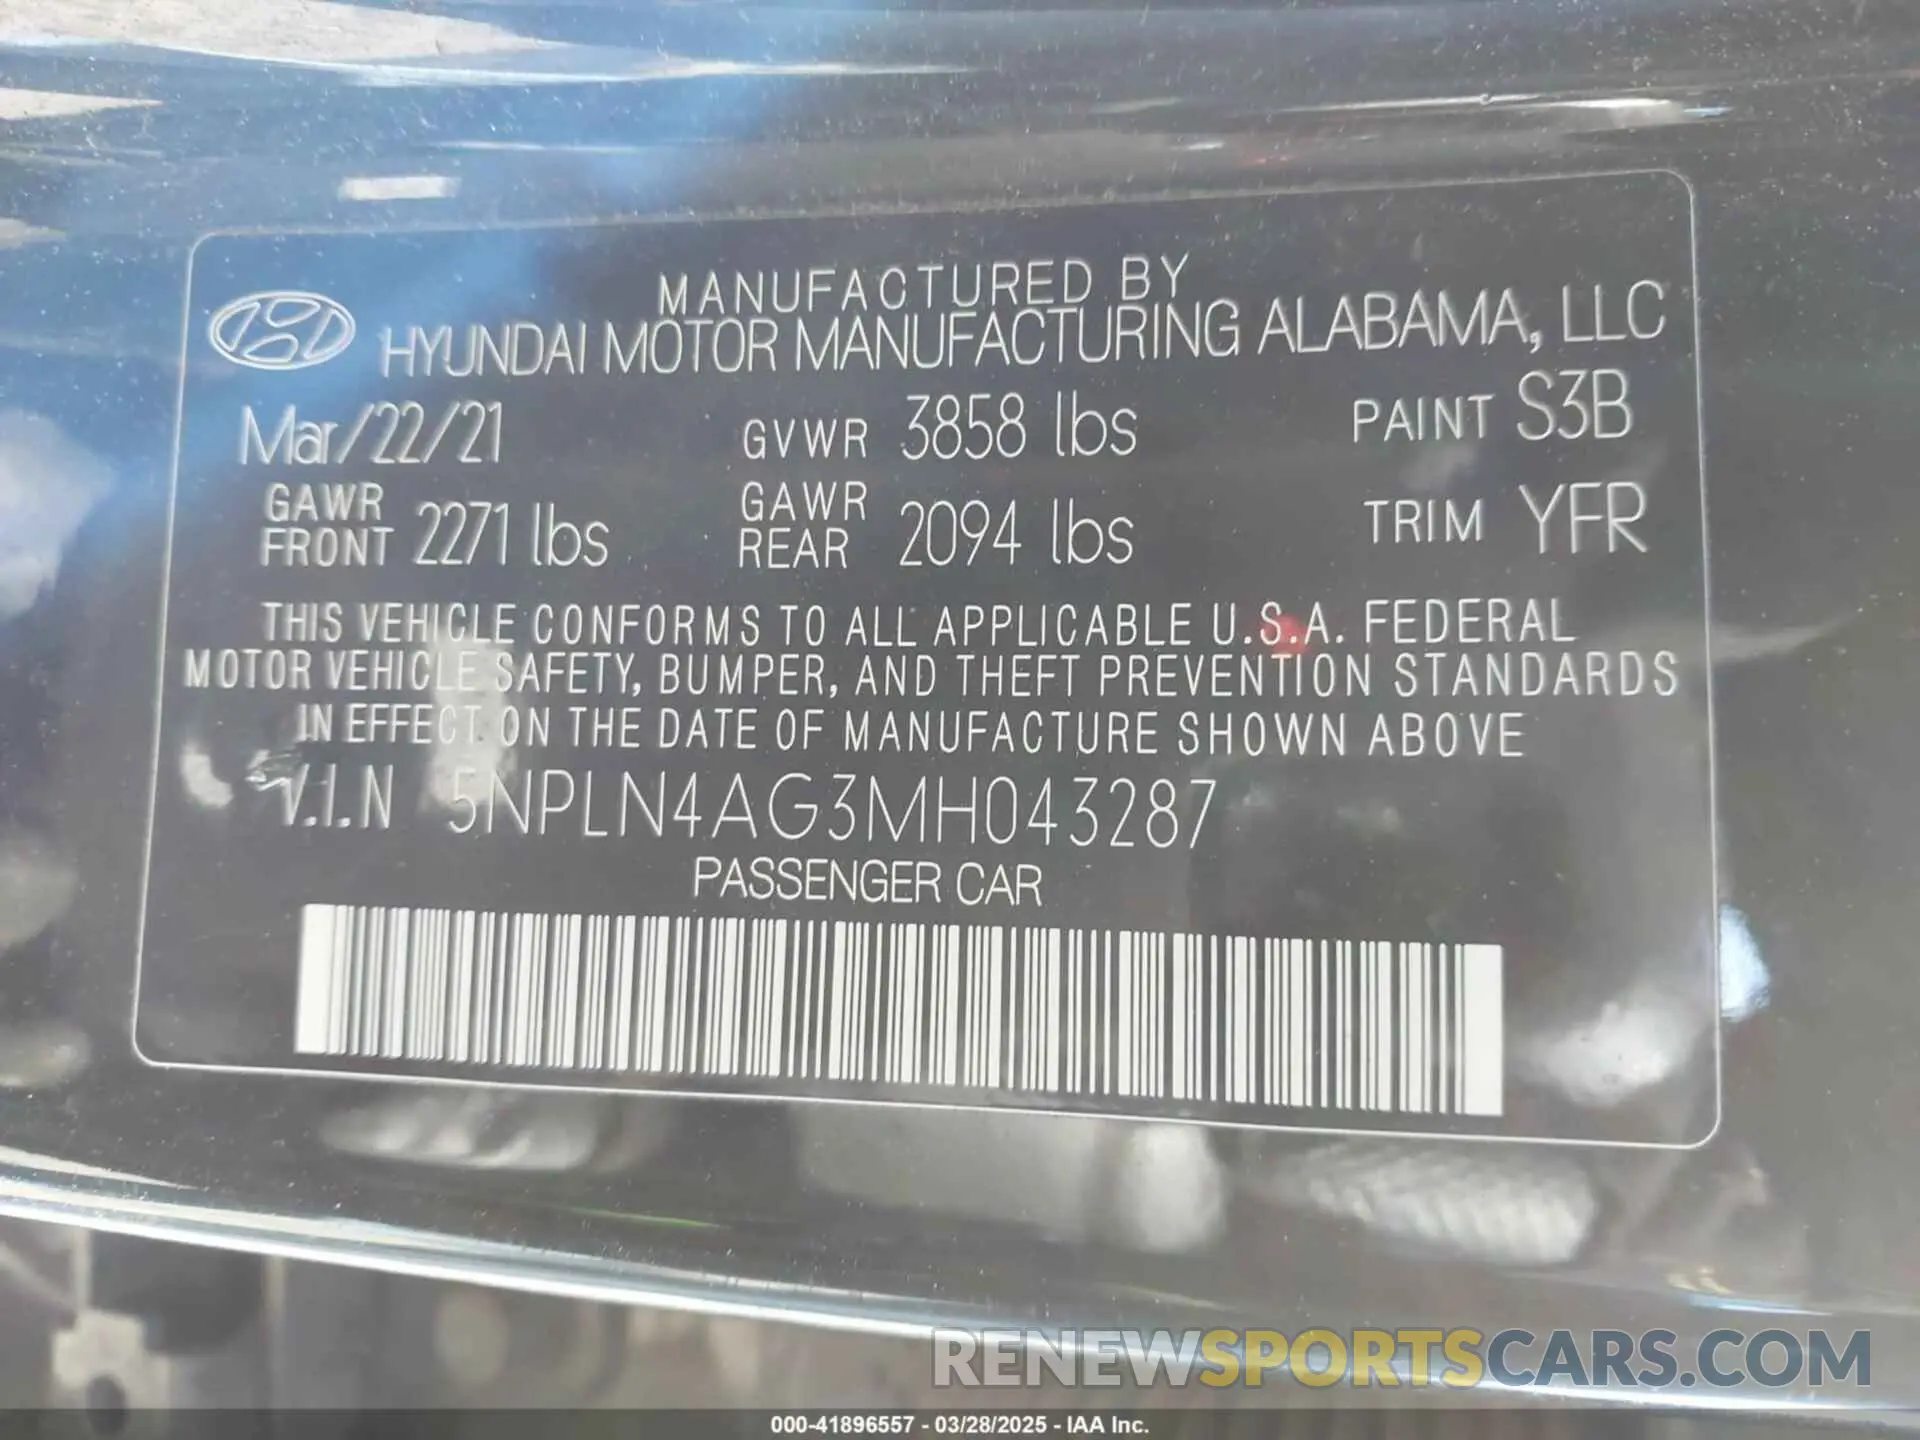 MANUFACTURED BY
HYUNDAI MOTOR MANUFACTURING ALABAMA, LLC
Mar/22/21 GVWR 3858 lbs PAINT S3B
GAWR FRONT 2271 lbs GAWR REAR 2094 lbs TRIM YFR
THIS VEHICLE CONFORMS TO ALL APPLICABLE U.S.A. FEDERAL
MOTOR VEHICLE SAFETY, BUMPER, AND THEFT PREVENTION STANDARDS
IN EFFECT ON THE DATE OF MANUFACTURE SHOWN ABOVE
V.I.N 5NPLN4AG3MH043287
PASSENGER CAR
RENEWSPORTSCARS.COM
000-41896557 - 03/28/2025 - IAA Inc.